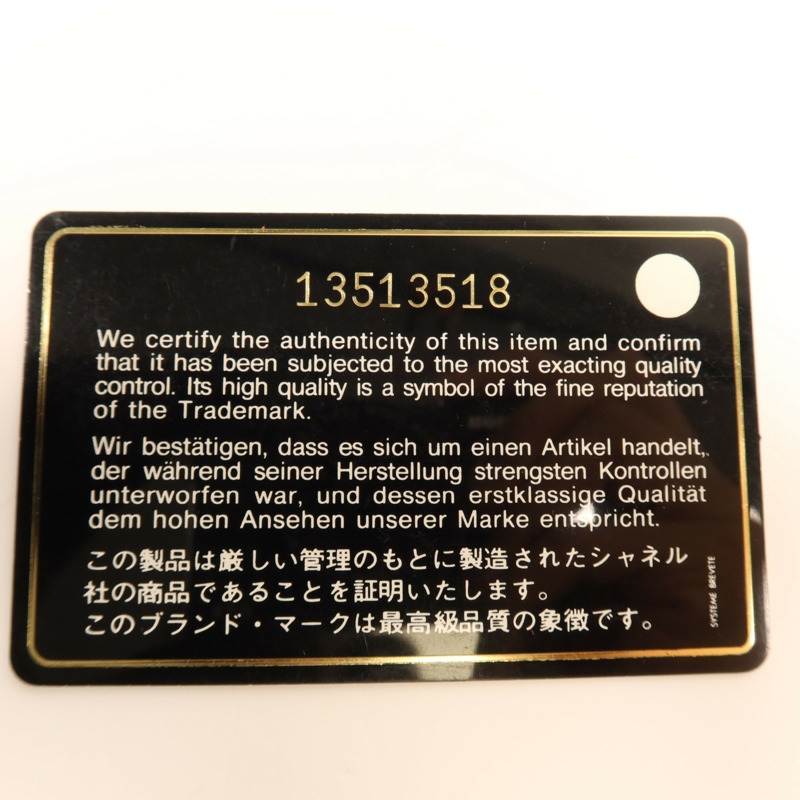 13513518
We certify the authenticity of this item and confirm
that it has been subjected to the most exacting quality
control. Its high quality is a symbol of the fine reputation
of the Trademark.
Wir bestätigen, dass es sich um einen Artikel handelt,
der während seiner Herstellung strengsten Kontrollen
unterworfen war, und dessen erstklassige Qualität
dem hohen Ansehen unserer Marke entspricht.
この製品は厳しい管理のもとに製造されたシャネル
社の商品であることを証明いたします。
このブランド・マークは最高級品質の象徴です。
SYSTEME BREVETE